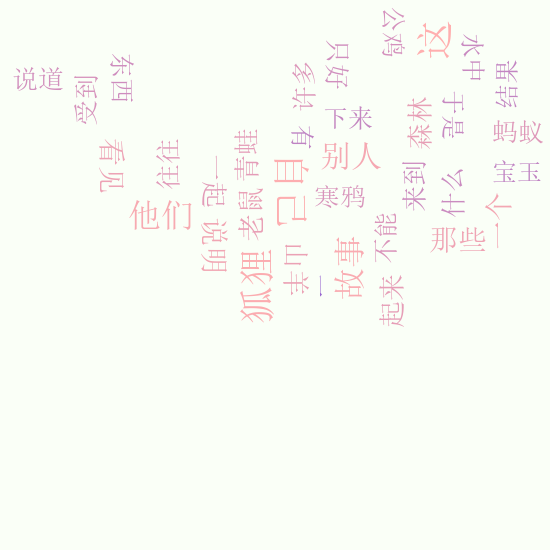 公鸡
这
水中
只好
结果
东西
说道
受到
许多
森林
于是
下来
蚂蚁
有
青蛙
看见
往往
别人
自己
宝玉
来到
什么
一起
老鼠
寒鸦
一个
他们
不能
那些
说明
狐狸
山羊
故事
一
起来